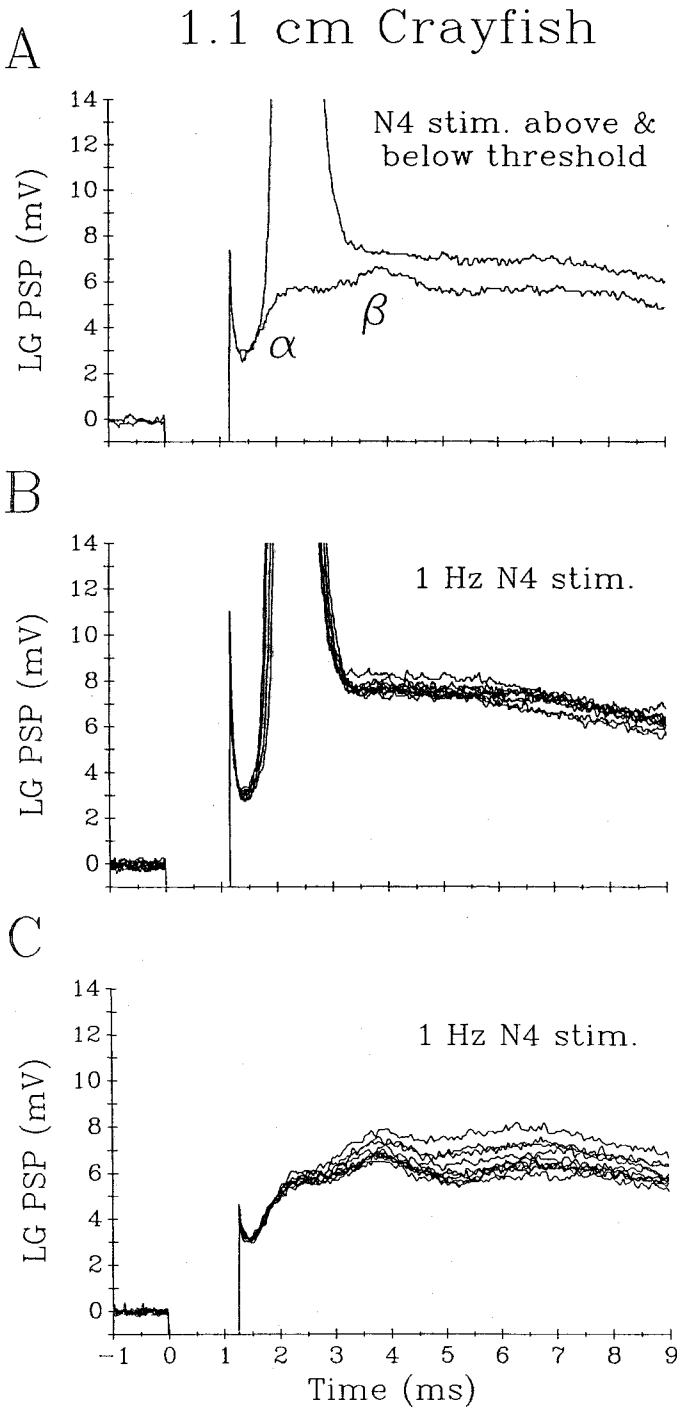 1.1 cm Crayfish
A
N4 stim. above &
below threshold
LG PSP (mV)
14
12
10
8
6
4
2
0
α
β
B
1 Hz N4 stim.
LG PSP (mV)
14
12
10
8
6
4
2
0
C
1 Hz N4 stim.
LG PSP (mV)
14
12
10
8
6
4
2
0
-1 0 1 2 3 4 5 6 7 8 9
Time (ms)